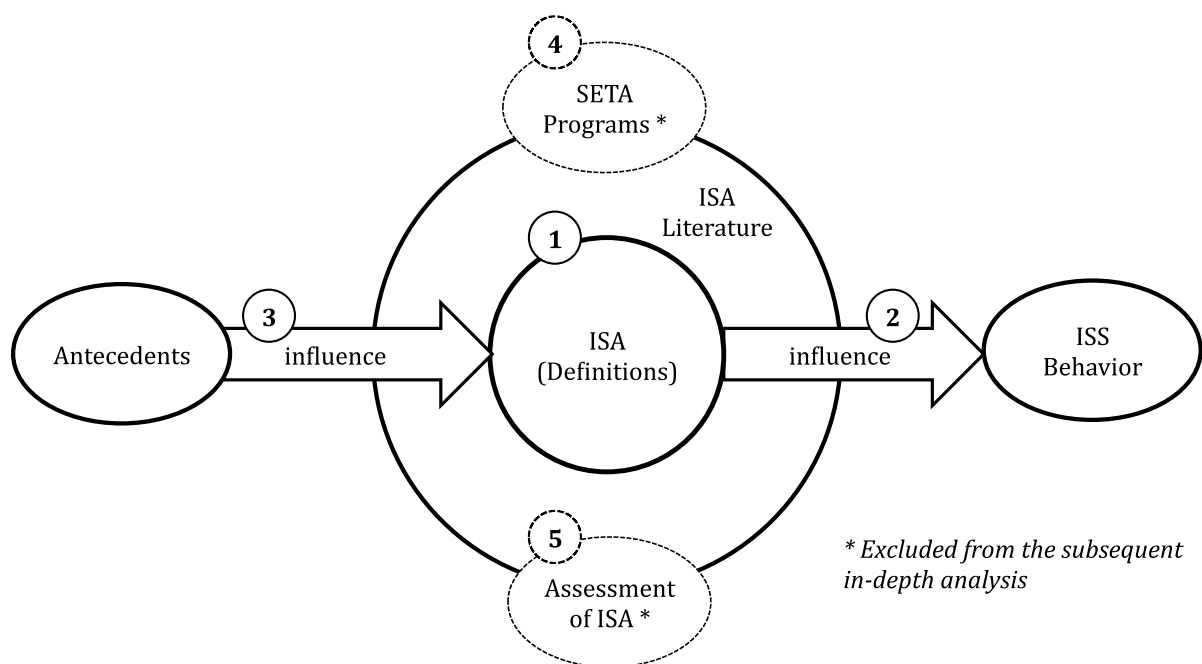 4
SETA
Programs *
ISA
Literature
1
3
2
Antecedents
influence
ISA
(Definitions)
influence
ISS
Behavior
5
Assessment
of ISA *
* Excluded from the subsequent
in-depth analysis